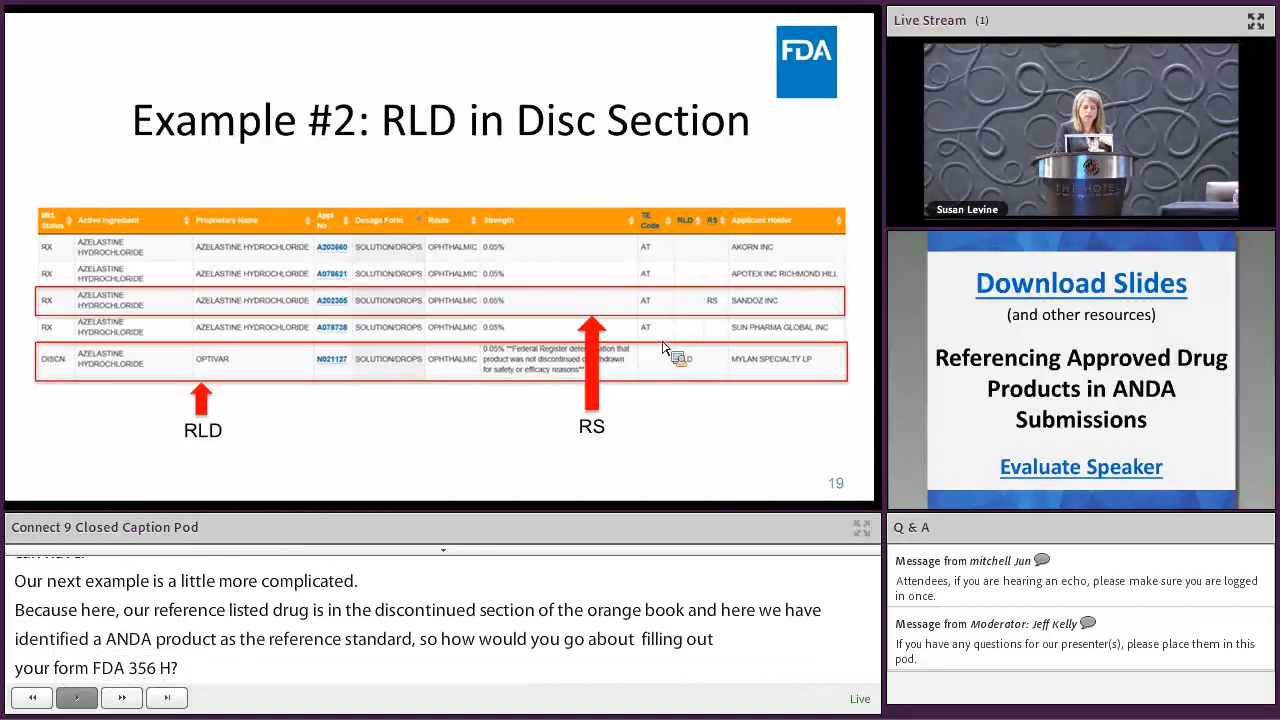 FDA
Example #2: RLD in Disc Section
Mkt. Status Active Ingredient Proprietary Name Appl No Dosage Form Route Strength TE Code RLD RS Applicant Holder
RX AZELASTINE HYDROCHLORIDE AZELASTINE HYDROCHLORIDE A203660 SOLUTION/DROPS OPHTHALMIC 0.05% AT AKORN INC
RX AZELASTINE HYDROCHLORIDE AZELASTINE HYDROCHLORIDE A078621 SOLUTION/DROPS OPHTHALMIC 0.05% AT APOTEX INC RICHMOND HILL
RX AZELASTINE HYDROCHLORIDE AZELASTINE HYDROCHLORIDE A202305 SOLUTION/DROPS OPHTHALMIC 0.05% AT RS SANDOZ INC
RX AZELASTINE HYDROCHLORIDE AZELASTINE HYDROCHLORIDE A078738 SOLUTION/DROPS OPHTHALMIC 0.05% AT SUN PHARMA GLOBAL INC
DISCN AZELASTINE HYDROCHLORIDE OPTIVAR N021127 SOLUTION/DROPS OPHTHALMIC 0.05% **Federal Register that product was not discontinued for safety or efficacy reasons** MYLAN SPECIALTY LP
RLD
RS
19
Live Stream (1)
THE HOTEL
Susan Levine
Download Slides
(and other resources)
Referencing Approved Drug
Products in ANDA
Submissions
Evaluate Speaker
Connect 9 Closed Caption Pod
Our next example is a little more complicated.
Because here, our reference listed drug is in the discontinued section of the orange book and here we have
identified a ANDA product as the reference standard, so how would you go about filling out
your form FDA 356 H?
Live
Q & A
Message from mitchell Jun
Attendees, if you are hearing an echo, please make sure you are logged
in once.
Message from Moderator: Jeff Kelly
If you have any questions for our presenter(s), please place them in this
pod.